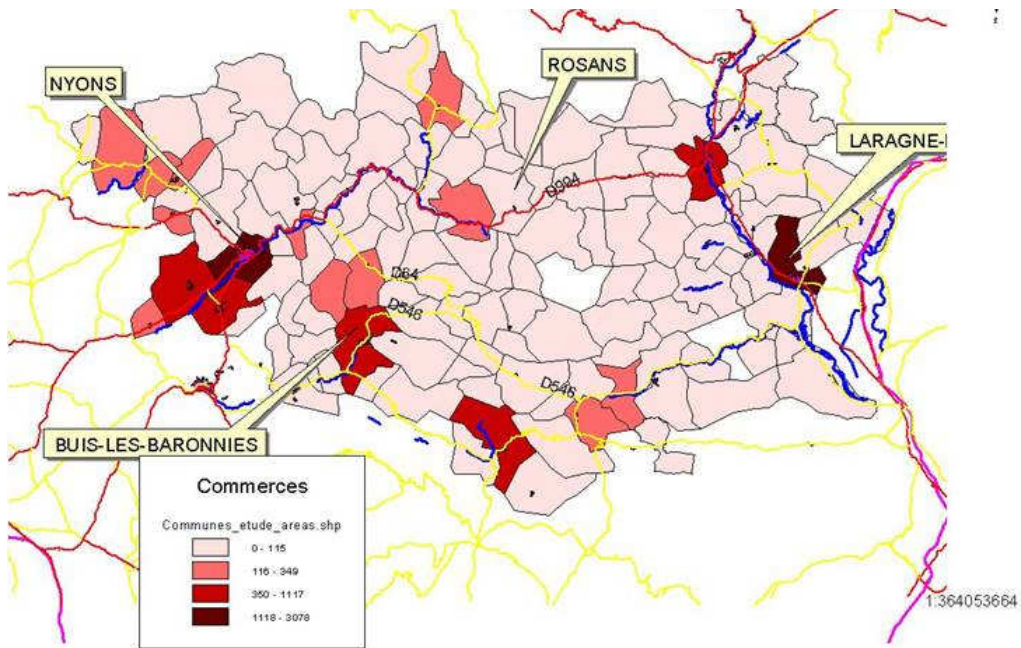 NYONS
ROSANS
LARAGNE-
D994
D64
D546
D546
BUIS-LES-BARONNIES
Commerces
Communes_etude_areas.shp
0 - 115
116 - 349
350 - 1117
1118 - 3078
1:364053664